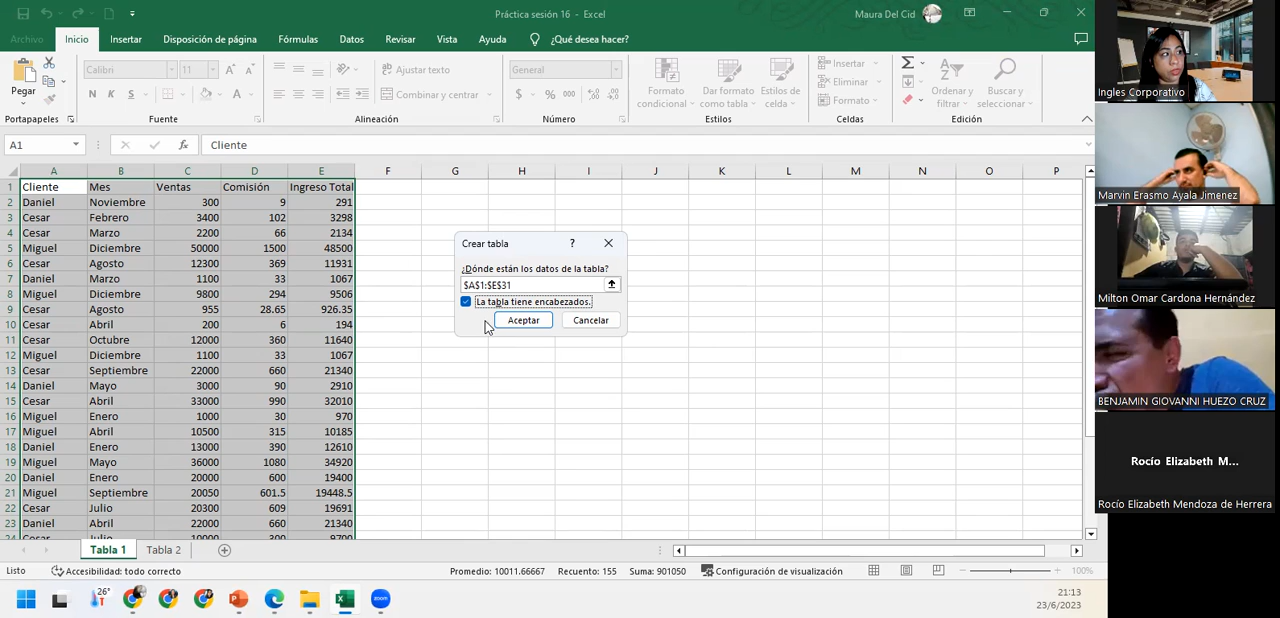 Práctica sesión 16 - Excel
Maura Del Cid
Archivo Inicio Insertar Disposición de página Fórmulas Datos Revisar Vista Ayuda ¿Qué desea hacer?
Pegar
Calibri 11
N K S
Ajustar texto
Combinar y centrar
General
$ % 000
Formato condicional
Dar formato como tabla
Estilos de celda
Insertar
Eliminar
Formato
Ordenar y filtrar
Buscar y seleccionar
Portapapeles Fuente Alineación Número Estilos Celdas Edición
A1 fx Cliente
A B C D E F G H I J K L M N O P
1 Cliente Mes Ventas Comisión Ingreso Total
2 Daniel Noviembre 300 9 291
3 Cesar Febrero 3400 102 3298
4 Cesar Marzo 2200 66 2134
5 Miguel Diciembre 50000 1500 48500
6 Cesar Agosto 12300 369 11931
7 Daniel Marzo 1100 33 1067
8 Miguel Diciembre 9800 294 9506
9 Cesar Agosto 955 28.65 926.35
10 Cesar Abril 200 6 194
11 Cesar Octubre 12000 360 11640
12 Miguel Diciembre 1100 33 1067
13 Cesar Septiembre 22000 660 21340
14 Daniel Mayo 3000 90 2910
15 Cesar Abril 33000 990 32010
16 Miguel Enero 1000 30 970
17 Miguel Abril 10500 315 10185
18 Daniel Enero 13000 390 12610
19 Miguel Mayo 36000 1080 34920
20 Daniel Enero 20000 600 19400
21 Miguel Septiembre 20050 601.5 19448.5
22 Cesar Julio 20300 609 19691
23 Daniel Abril 22000 660 21340
24 Cesar Julio 10000 300 9700
Crear tabla ?
¿Dónde están los datos de la tabla?
$A$1:$E$31
La tabla tiene encabezados.
Aceptar Cancelar
Tabla 1 Tabla 2
Listo Accesibilidad: todo correcto Promedio: 10011.66667 Recuento: 155 Suma: 901050 Configuración de visualización 100%
26°
zoom
21:13
23/6/2023
Ingles Corporativo
Marvin Erasmo Ayala Jimenez
Milton Omar Cardona Hernández
BENJAMIN GIOVANNI HUEZO CRUZ
Rocío Elizabeth M...
Rocío Elizabeth Mendoza de Herrera